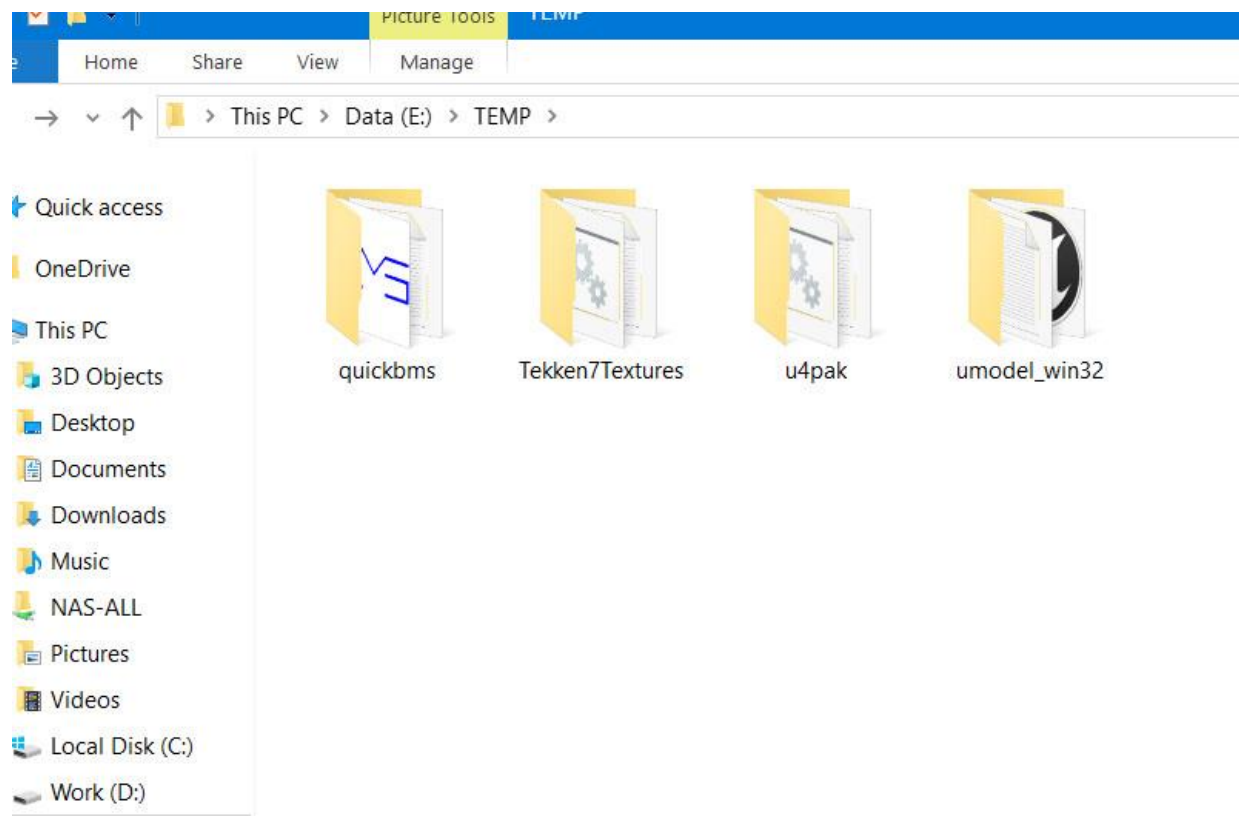 Picture Tools TEMP
Home Share View Manage
This PC > Data (E:) > TEMP >
Quick access
OneDrive
This PC
3D Objects
Desktop
Documents
Downloads
Music
NAS-ALL
Pictures
Videos
Local Disk (C:)
Work (D:)
quickbms Tekken7Textures u4pak umodel_win32